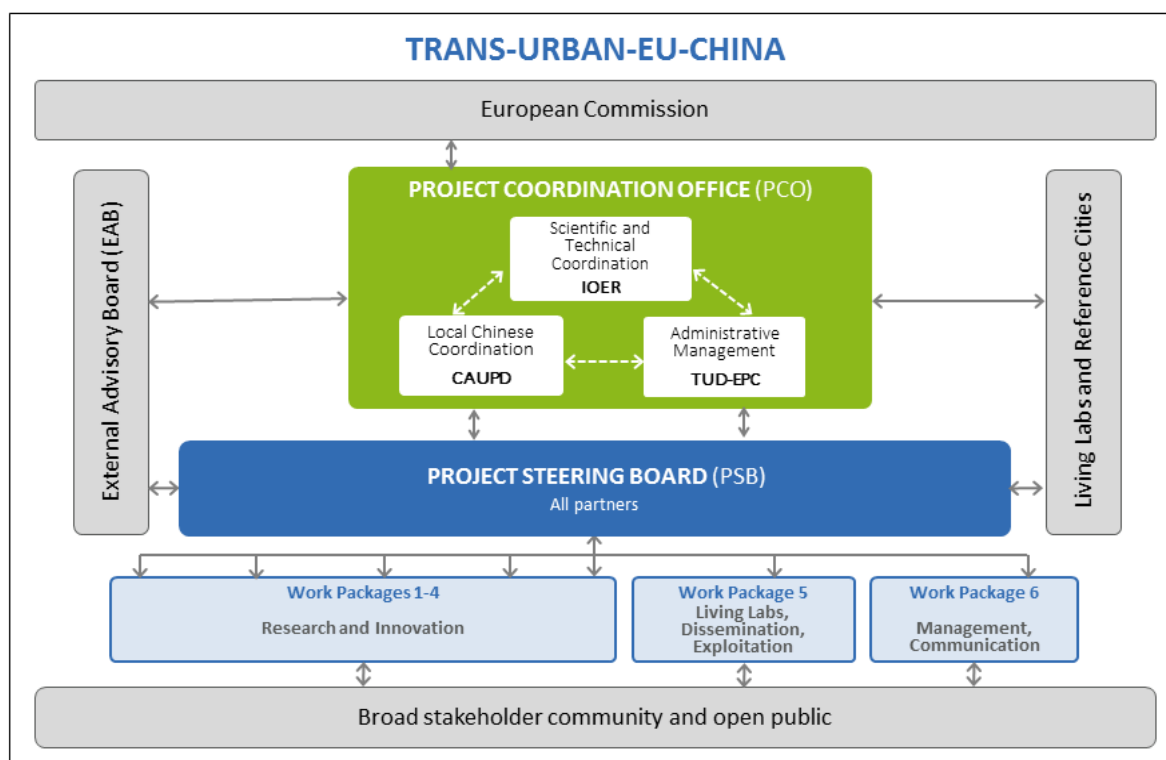 TRANS-URBAN-EU-CHINA
European Commission
External Advisory Board (EAB)
PROJECT COORDINATION OFFICE (PCO)
Scientific and
Technical
Coordination
IOER
Local Chinese
Coordination
CAUPD
Administrative
Management
TUD-EPC
Living Labs and Reference Cities
PROJECT STEERING BOARD (PSB)
All partners
Work Packages 1-4
Research and Innovation
Work Package 5
Living Labs,
Dissemination,
Exploitation
Work Package 6
Management,
Communication
Broad stakeholder community and open public